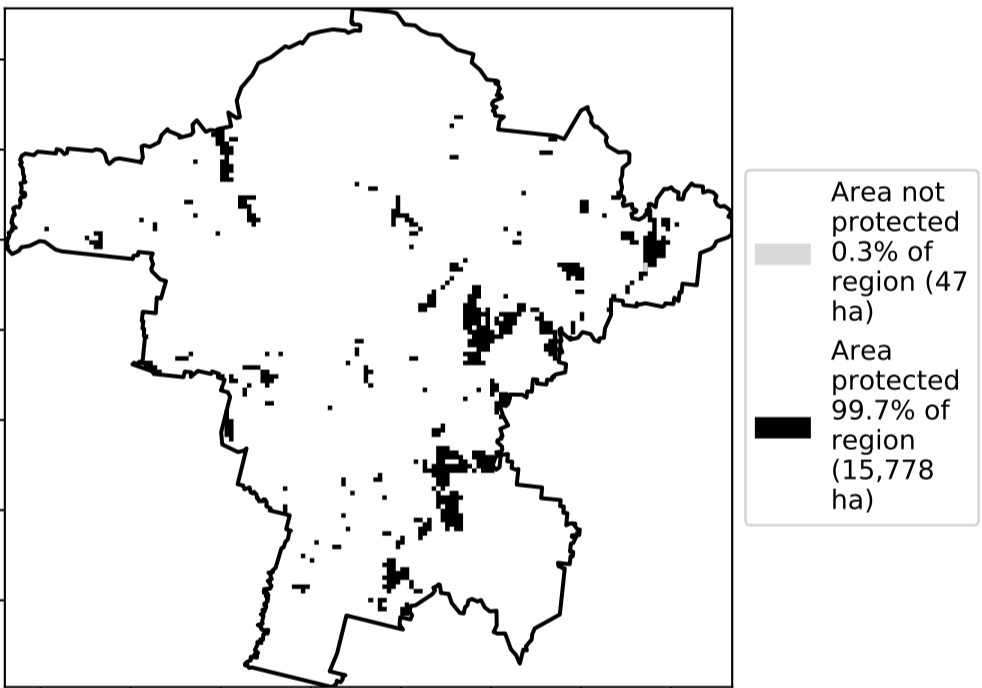 Area not
protected
0.3% of
region (47
ha)
Area
protected
99.7% of
region
(15,778
ha)